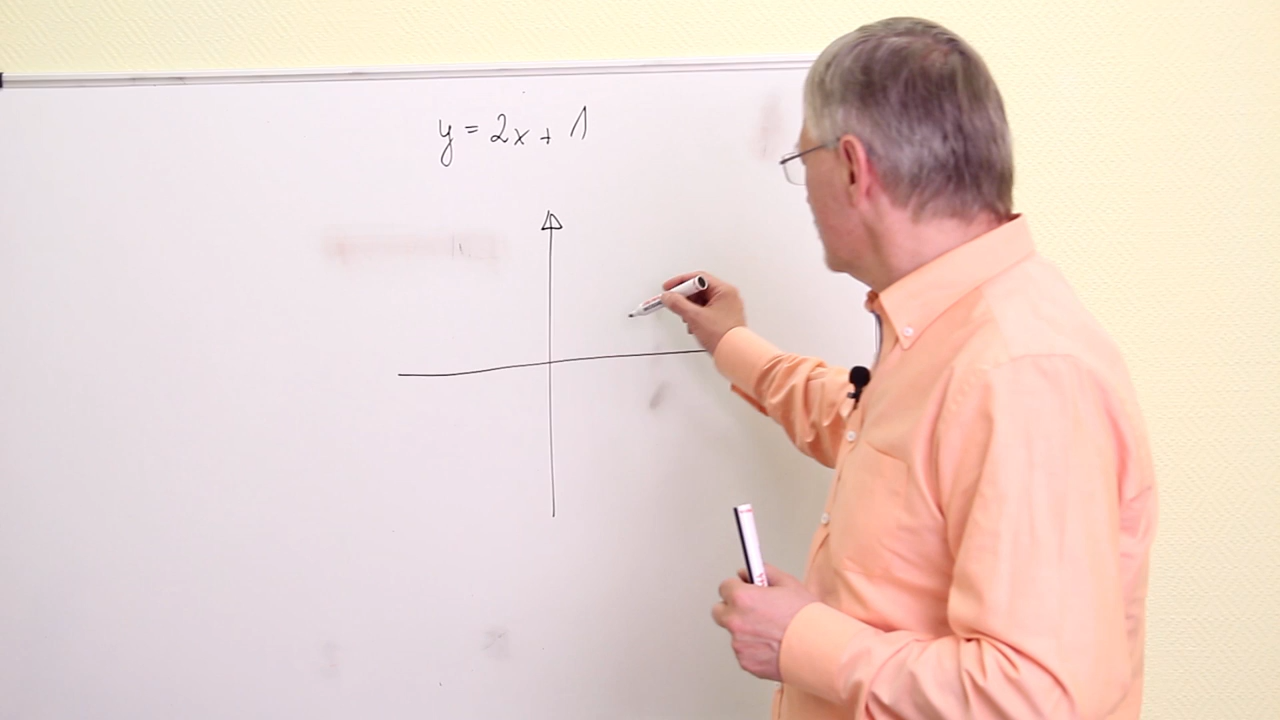 y = 2x + 1